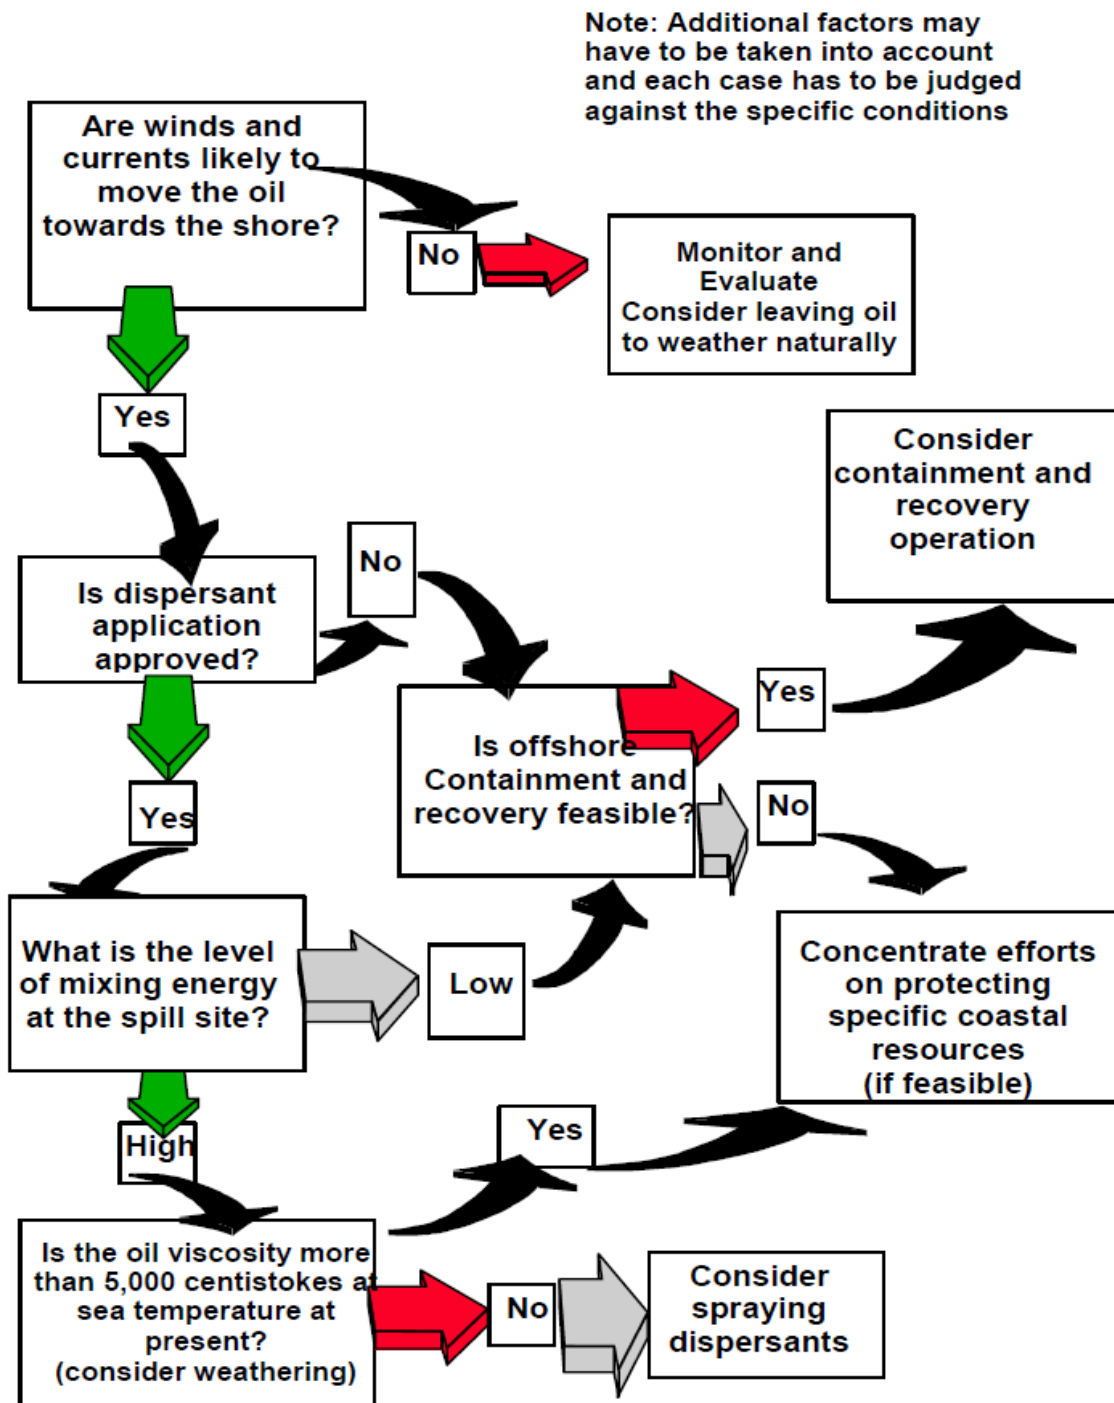 Note: Additional factors may
have to be taken into account
and each case has to be judged
against the specific conditions
Are winds and
currents likely to
move the oil
towards the shore?
No
Monitor and
Evaluate
Consider leaving oil
to weather naturally
Yes
Consider
containment and
recovery
operation
Is dispersant
application
approved?
No
Is offshore
Containment and
recovery feasible?
Yes
No
Yes
What is the level
of mixing energy
at the spill site?
Low
Concentrate efforts
on protecting
specific coastal
resources
(if feasible)
High
Yes
Is the oil viscosity more
than 5,000 centistokes at
sea temperature at
present?
(consider weathering)
No
Consider
spraying
dispersants